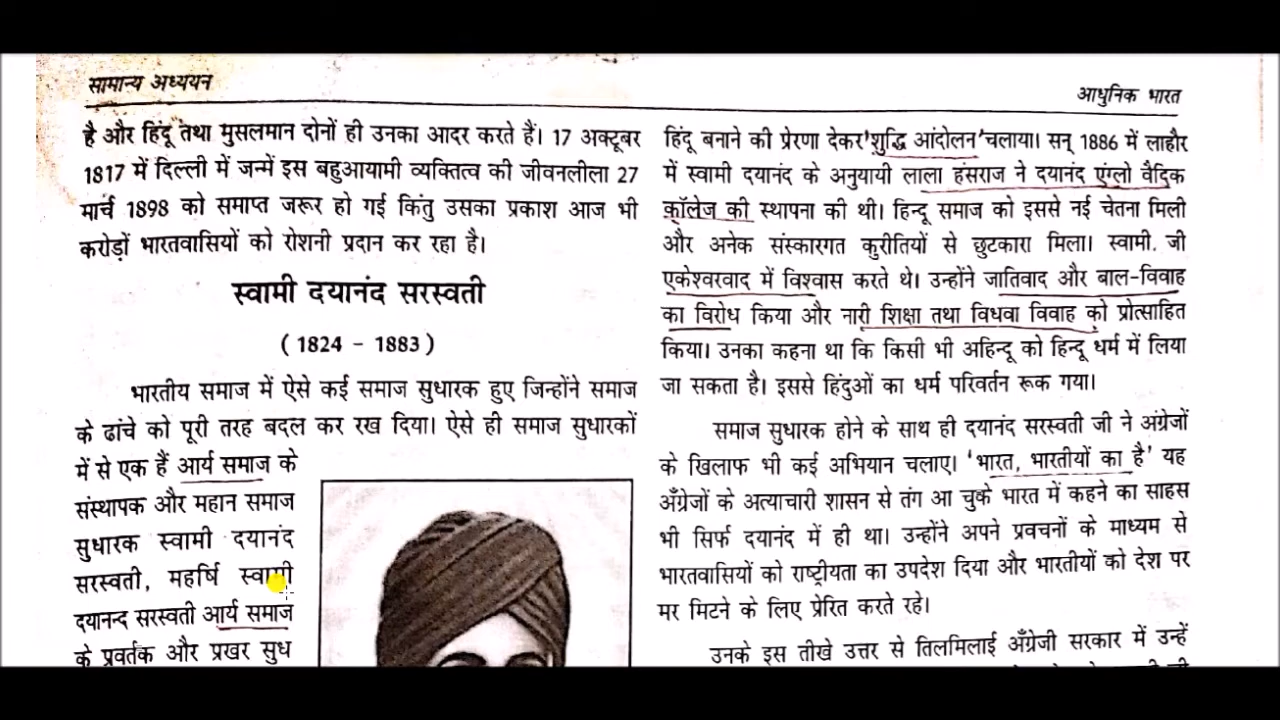 सामान्य अध्ययन
आधुनिक भारत
है और हिंदू तथा मुसलमान दोनों ही उनका आदर करते हैं। 17 अक्टूबर
1817 में दिल्ली में जन्में इस बहुआयामी व्यक्तित्व की जीवनलीला 27
मार्च 1898 को समाप्त जरूर हो गई किंतु उसका प्रकाश आज भी
करोड़ों भारतवासियों को रोशनी प्रदान कर रहा है।
स्वामी दयानंद सरस्वती
( 1824 - 1883 )
भारतीय समाज में ऐसे कई समाज सुधारक हुए जिन्होंने समाज
के ढांचे को पूरी तरह बदल कर रख दिया। ऐसे ही समाज सुधारकों
में से एक हैं आर्य समाज के
संस्थापक और महान समाज
सुधारक स्वामी दयानंद
सरस्वती, महर्षि स्वामी
दयानन्द सरस्वती आर्य समाज
के प्रवर्तक और प्रखर सुध
हिंदू बनाने की प्रेरणा देकर 'शुद्धि आंदोलन' चलाया। सन् 1886 में लाहौर
में स्वामी दयानंद के अनुयायी लाला हंसराज ने दयानंद एंग्लो वैदिक
कॉलेज की स्थापना की थी। हिन्दू समाज को इससे नई चेतना मिली
और अनेक संस्कारगत कुरीतियों से छुटकारा मिला। स्वामी जी
एकेश्वरवाद में विश्वास करते थे। उन्होंने जातिवाद और बाल-विवाह
का विरोध किया और नारी शिक्षा तथा विधवा विवाह को प्रोत्साहित
किया। उनका कहना था कि किसी भी अहिन्दू को हिन्दू धर्म में लिया
जा सकता है। इससे हिंदुओं का धर्म परिवर्तन रूक गया।
समाज सुधारक होने के साथ ही दयानंद सरस्वती जी ने अंग्रेजों
के खिलाफ भी कई अभियान चलाए। 'भारत, भारतीयों का है' यह
अँग्रेजों के अत्याचारी शासन से तंग आ चुके भारत में कहने का साहस
भी सिर्फ दयानंद में ही था। उन्होंने अपने प्रवचनों के माध्यम से
भारतवासियों को राष्ट्रीयता का उपदेश दिया और भारतीयों को देश पर
मर मिटने के लिए प्रेरित करते रहे।
उनके इस तीखे उत्तर से तिलमिलाई अँग्रेजी सरकार में उन्हें